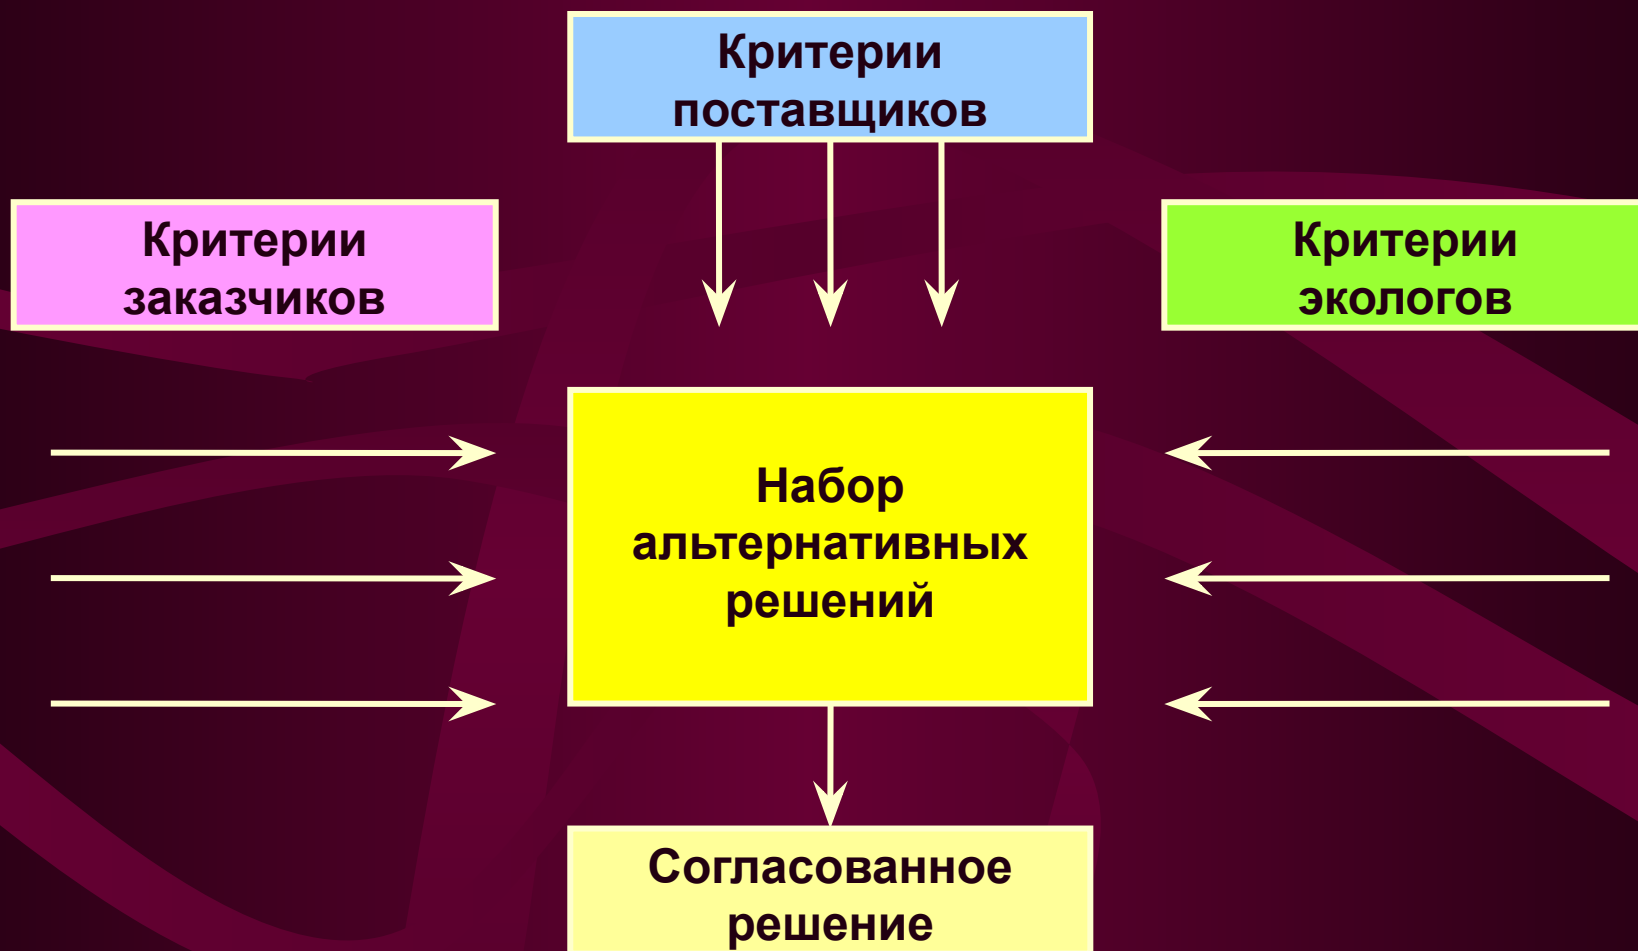 Критерии
поставщиков
Критерии
заказчиков
Критерии
экологов
Набор
альтернативных
решений
Согласованное
решение